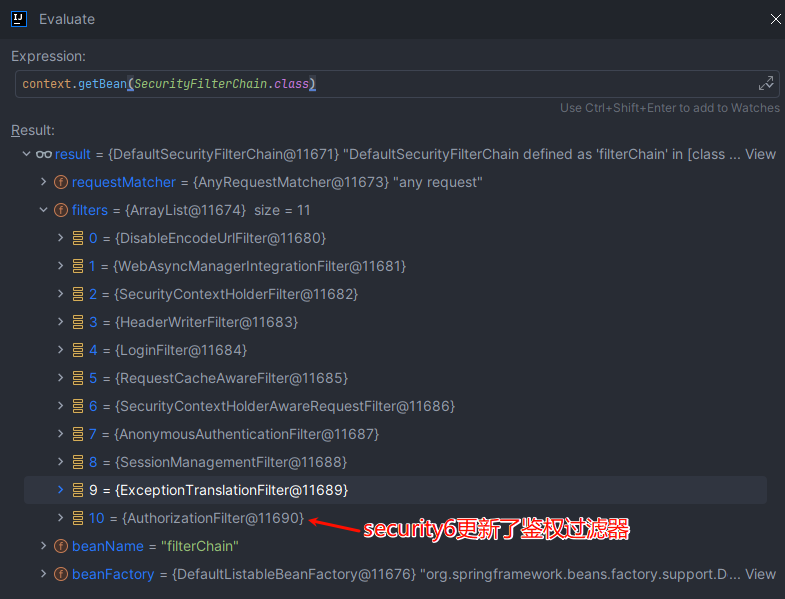 IJ Evaluate
Expression:
context.getBean(SecurityFilterChain.class)
Use Ctrl+Shift+Enter to add to Watches
Result:
result = {DefaultSecurityFilterChain@11671} "DefaultSecurityFilterChain defined as 'filterChain' in [class ... View
f requestMatcher = {AnyRequestMatcher@11673} "any request"
f filters = {ArrayList@11674} size = 11
0 = {DisableEncodeUrlFilter@11680}
1 = {WebAsyncManagerIntegrationFilter@11681}
2 = {SecurityContextHolderFilter@11682}
3 = {HeaderWriterFilter@11683}
4 = {LoginFilter@11684}
5 = {RequestCacheAwareFilter@11685}
6 = {SecurityContextHolderAwareRequestFilter@11686}
7 = {AnonymousAuthenticationFilter@11687}
8 = {SessionManagementFilter@11688}
9 = {ExceptionTranslationFilter@11689}
10 = {AuthorizationFilter@11690} security6更新了鉴权过滤器
f beanName = "filterChain"
f beanFactory = {DefaultListableBeanFactory@11676} "org.springframework.beans.factory.support.D... View